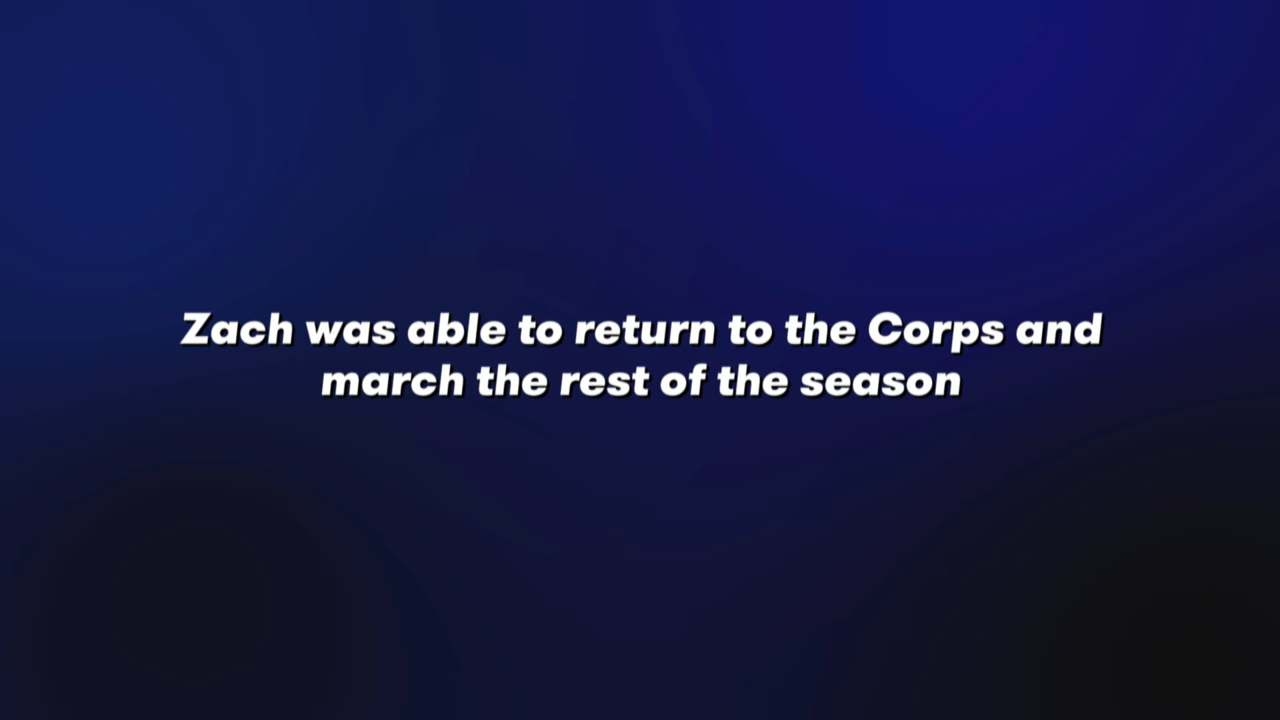 Zach was able to return to the Corps and
march the rest of the season